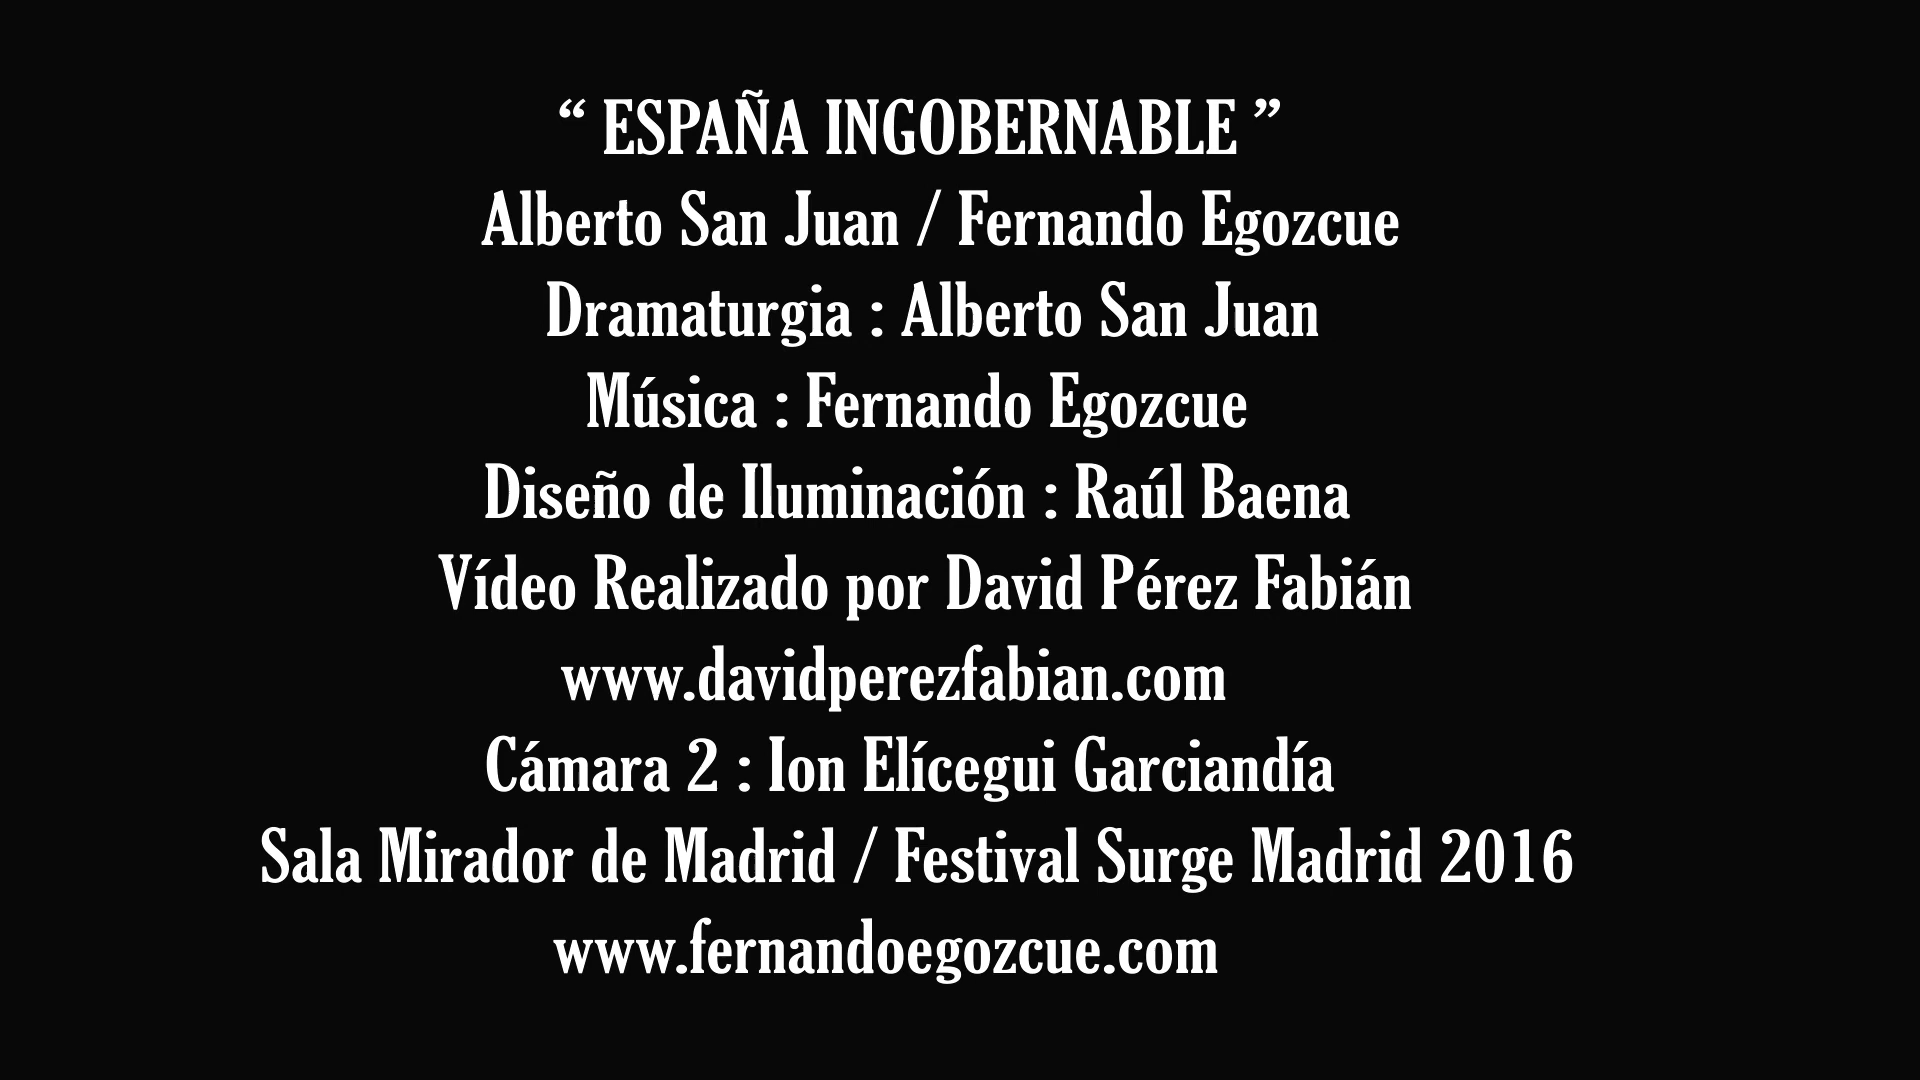 “ ESPAÑA INGOBERNABLE ”
Alberto San Juan / Fernando Egozcue
Dramaturgia : Alberto San Juan
Música : Fernando Egozcue
Diseño de Iluminación : Raúl Baena
Vídeo Realizado por David Pérez Fabián
www.davidperezfabian.com
Cámara 2 : Ion Elícegui Garciandía
Sala Mirador de Madrid / Festival Surge Madrid 2016
www.fernandoegozcue.com